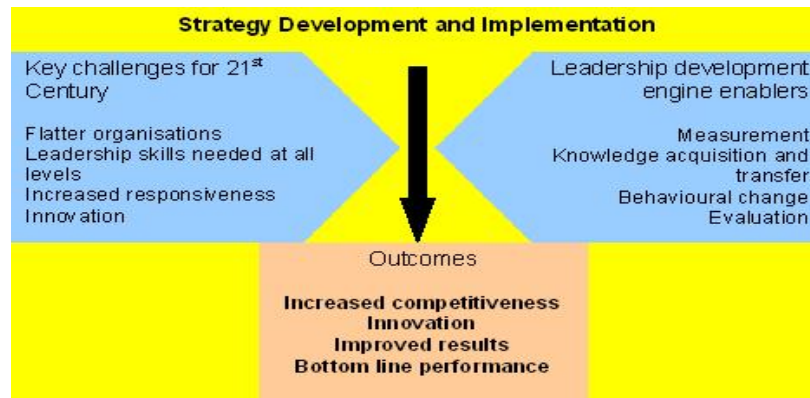 Strategy Development and Implementation
Key challenges for 21st
Century
Flatter organisations
Leadership skills needed at all
levels
Increased responsiveness
Innovation
Leadership development
engine enablers
Measurement
Knowledge acquisition and
transfer
Behavioural change
Evaluation
Outcomes
Increased competitiveness
Innovation
Improved results
Bottom line performance